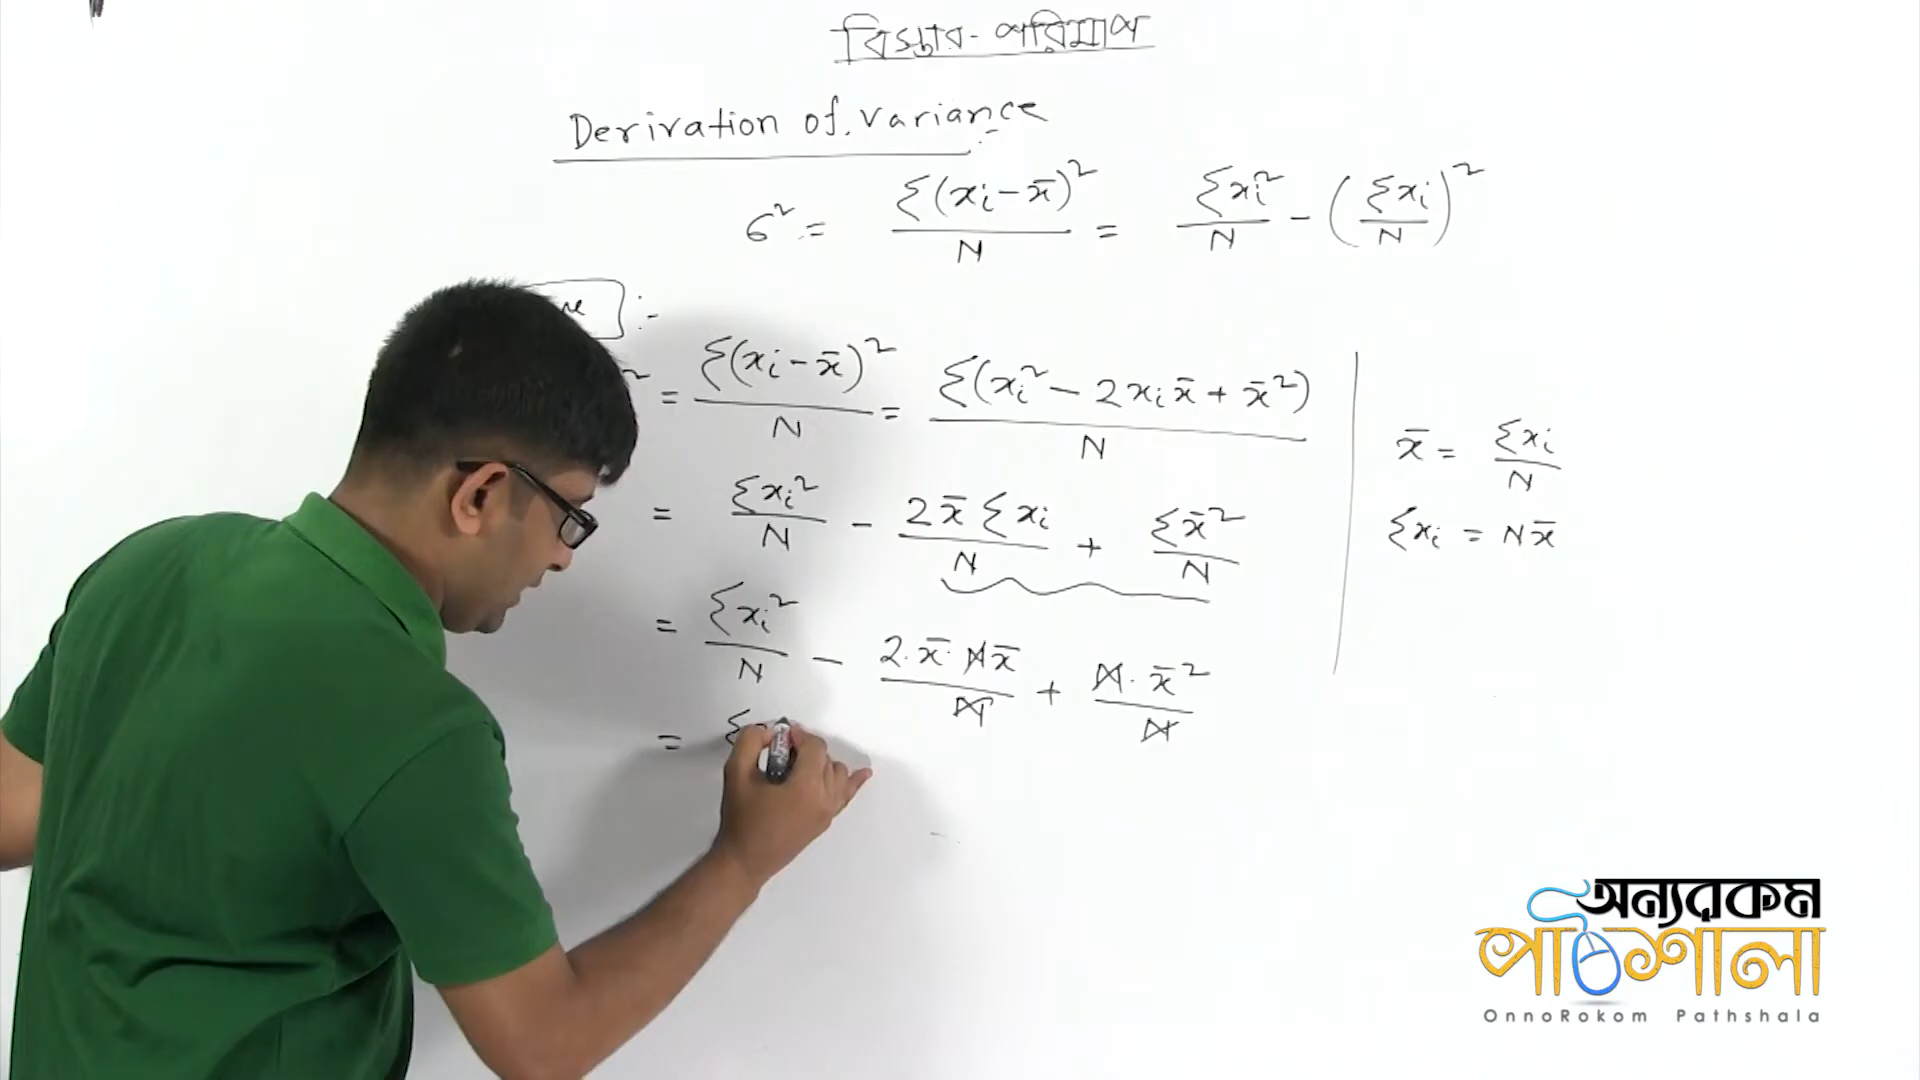 বিস্তার-পরিমাপ
Derivation of variance :-
σ² = Σ(xᵢ - x̄)²/N = Σxᵢ²/N - (Σxᵢ/N)²
:-
² = Σ(xᵢ - x̄)²/N = Σ(xᵢ² - 2xᵢx̄ + x̄²)/N
= Σxᵢ²/N - 2x̄Σxᵢ/N + Σx̄²/N
= Σxᵢ²/N - 2·x̄·Nx̄/N + N·x̄²/N
= Σ
x̄ = Σxᵢ/N
Σxᵢ = Nx̄
অন্যরকম
পাঠশালা
OnnoRokom Pathshala